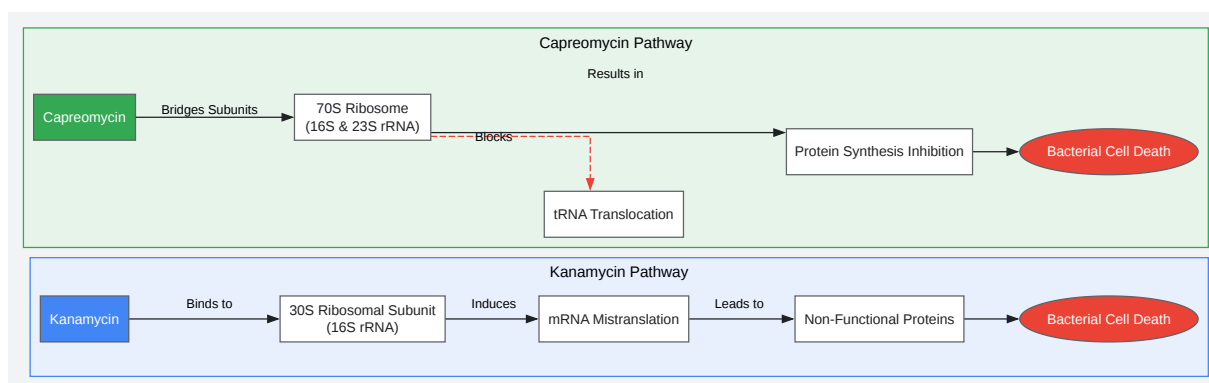 Capreomycin Pathway
Results in
Capreomycin
Bridges Subunits
70S Ribosome
(16S & 23S rRNA)
Blocks
Protein Synthesis Inhibition
Bacterial Cell Death
tRNA Translocation
Kanamycin Pathway
Kanamycin
Binds to
30S Ribosomal Subunit
(16S rRNA)
Induces
mRNA Mistranslation
Leads to
Non-Functional Proteins
Bacterial Cell Death